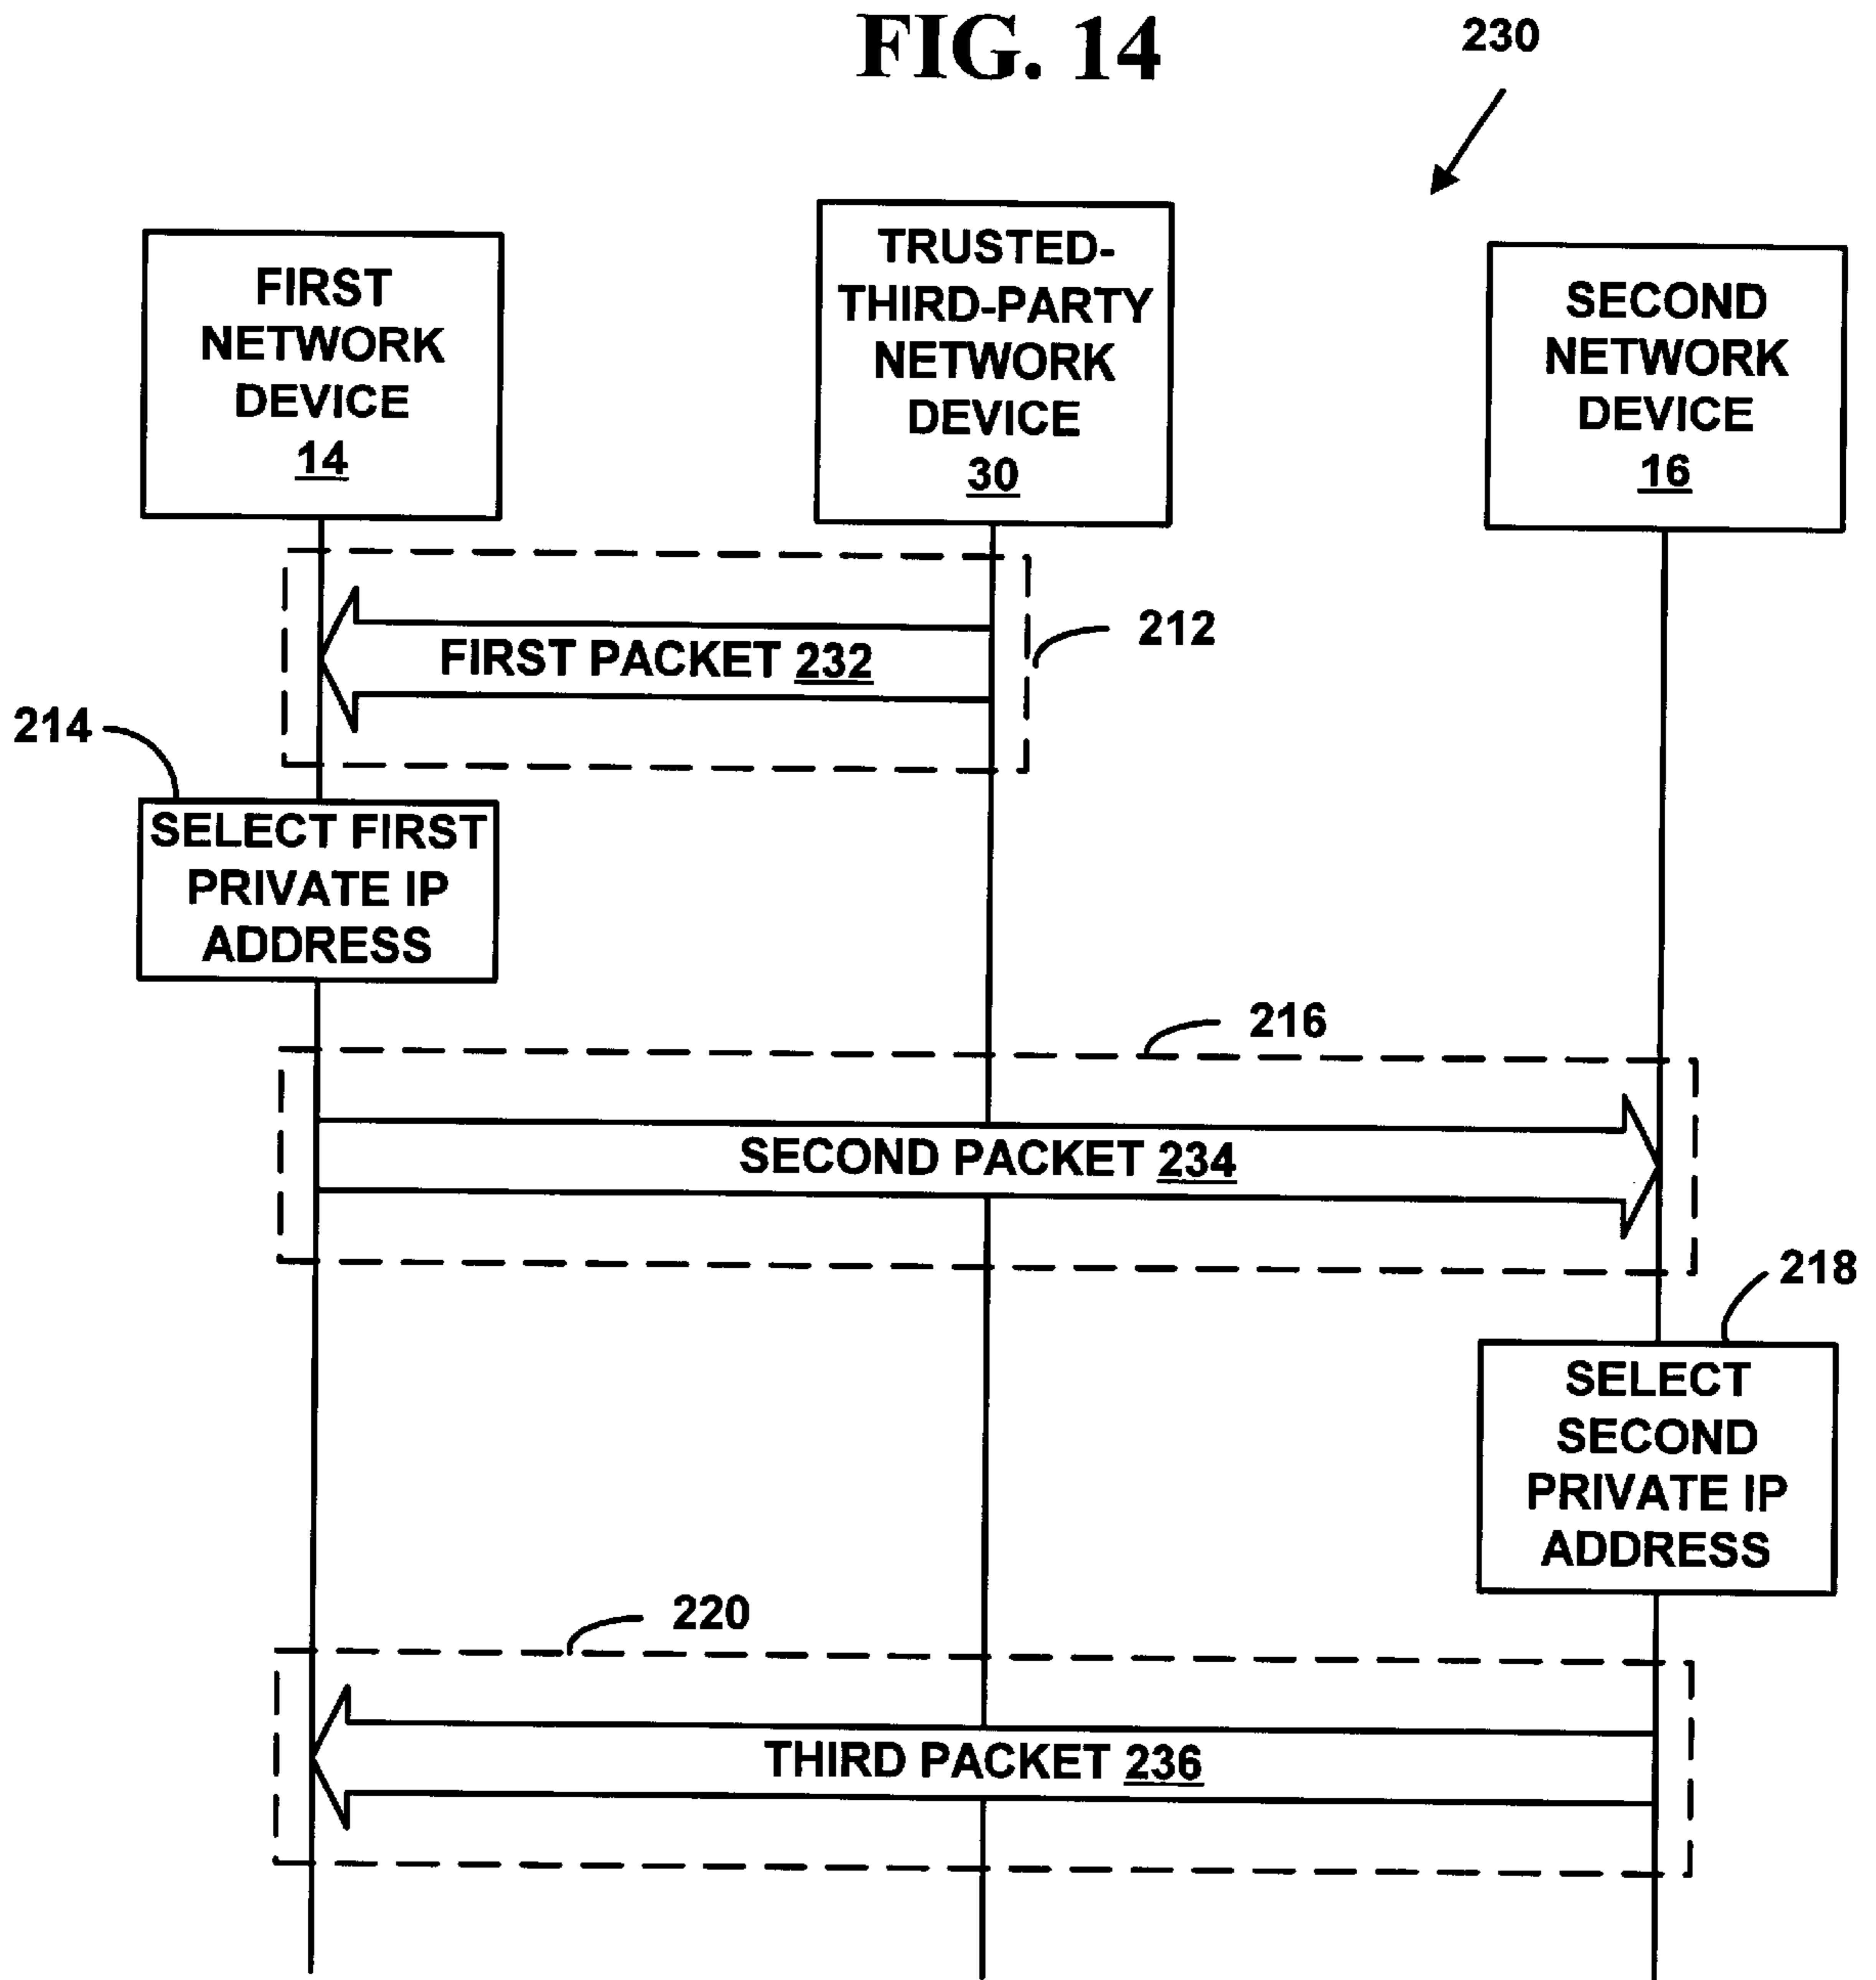 FIG. 14
230
FIRST
NETWORK
DEVICE
14
TRUSTED-
THIRD-PARTY
NETWORK
DEVICE
30
SECOND
NETWORK
DEVICE
16
FIRST PACKET 232
212
214
SELECT FIRST
PRIVATE IP
ADDRESS
216
SECOND PACKET 234
218
SELECT
SECOND
PRIVATE IP
ADDRESS
220
THIRD PACKET 236